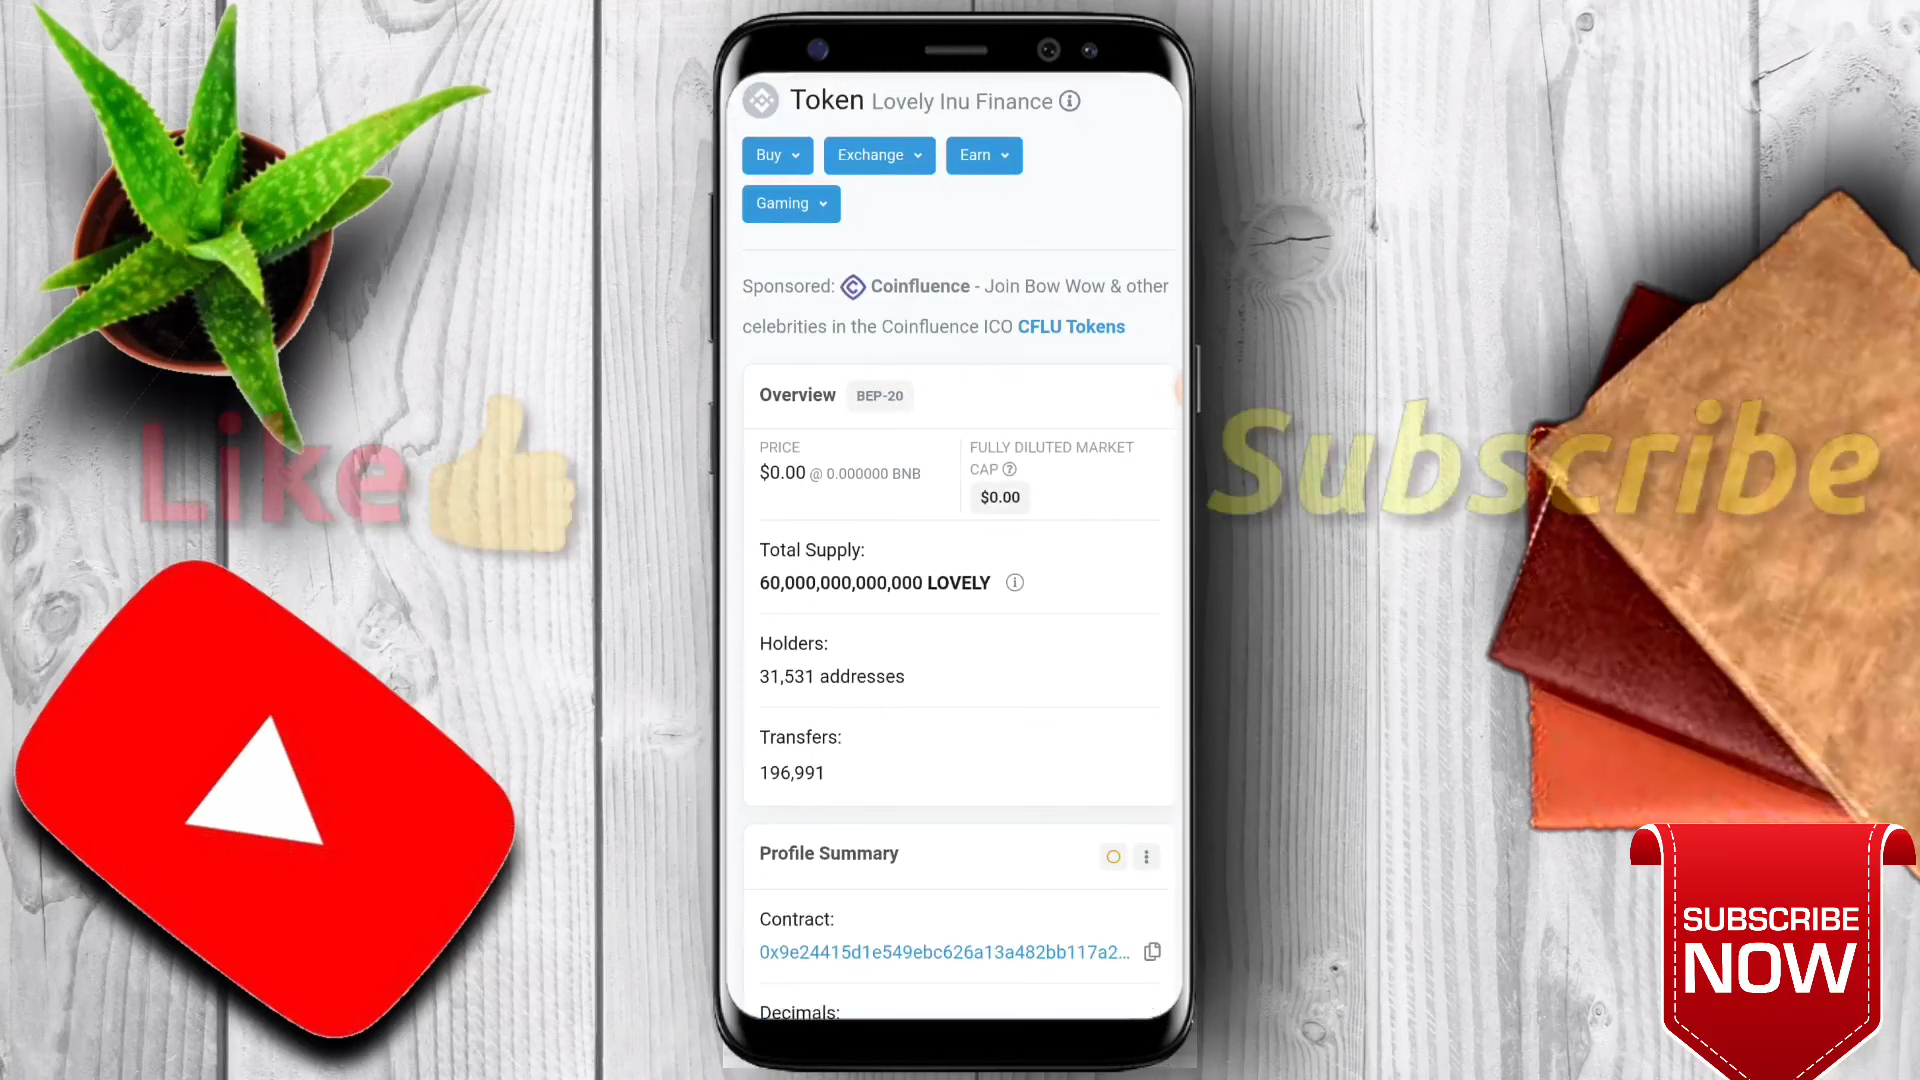 Token Lovely Inu Finance
Buy
Exchange
Earn
Gaming
Sponsored: Coinfluence - Join Bow Wow & other
celebrities in the Coinfluence ICO CFLU Tokens
Overview BEP-20
PRICE
$0.00 @ 0.000000 BNB
FULLY DILUTED MARKET
CAP
$0.00
Total Supply:
60,000,000,000,000 LOVELY
Holders:
31,531 addresses
Transfers:
196,991
Profile Summary
Contract:
0x9e24415d1e549ebc626a13a482bb117a2...
Decimals:
Like
Subscribe
SUBSCRIBE
NOW